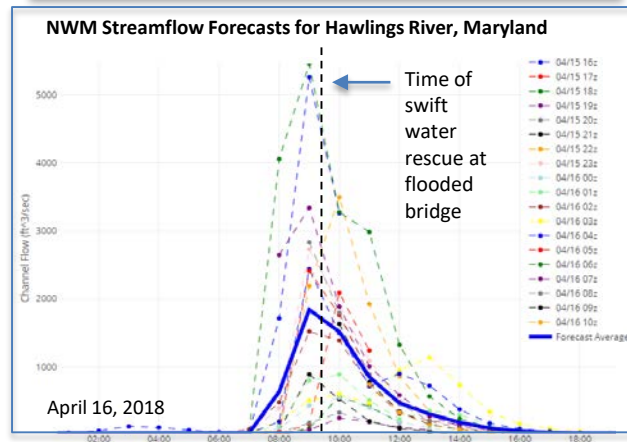 NWM Streamflow Forecasts for Hawlings River, Maryland
Time of
swift
water
rescue at
flooded
bridge
Channel Flow (ft^3/sec)
5000
4000
3000
2000
1000
April 16, 2018
02:00
04:00
06:00
08:00
10:00
12:00
14:00
16:00
18:00
04/15 16z
04/15 17z
04/15 18z
04/15 19z
04/15 20z
04/15 21z
04/15 22z
04/15 23z
04/16 00z
04/16 01z
04/16 02z
04/16 03z
04/16 04z
04/16 05z
04/16 06z
04/16 07z
04/16 08z
04/16 09z
04/16 10z
Forecast Average